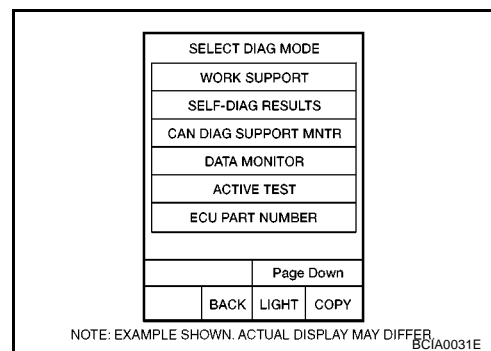 SELECT DIAG MODE
WORK SUPPORT
SELF-DIAG RESULTS
CAN DIAG SUPPORT MNTR
DATA MONITOR
ACTIVE TEST
ECU PART NUMBER
Page Down
BACK LIGHT COPY
NOTE: EXAMPLE SHOWN. ACTUAL DISPLAY MAY DIFFER
BCIA0031E